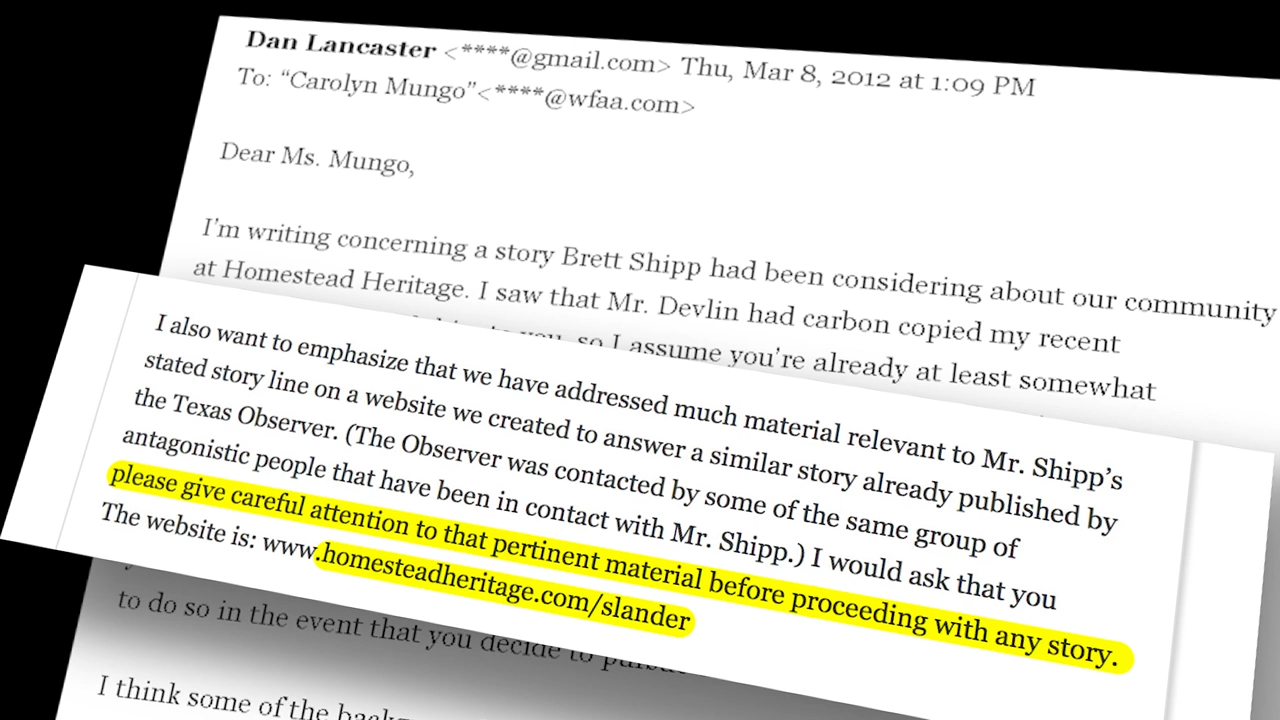 Dan Lancaster <****@gmail.com> Thu, Mar 8, 2012 at 1:09 PM
To: “Carolyn Mungo”<****@wfaa.com>
Dear Ms. Mungo,
I’m writing concerning a story Brett Shipp had been considering about our community
at Homestead Heritage. I saw that Mr. Devlin had carbon copied my recent
to you, so I assume you’re already at least somewhat
I also want to emphasize that we have addressed much material relevant to Mr. Shipp’s
stated story line on a website we created to answer a similar story already published by
the Texas Observer. (The Observer was contacted by some of the same group of
antagonistic people that have been in contact with Mr. Shipp.) I would ask that you
please give careful attention to that pertinent material before proceeding with any story.
The website is: www.homesteadheritage.com/slander
to do so in the event that you decide to
I think some of the